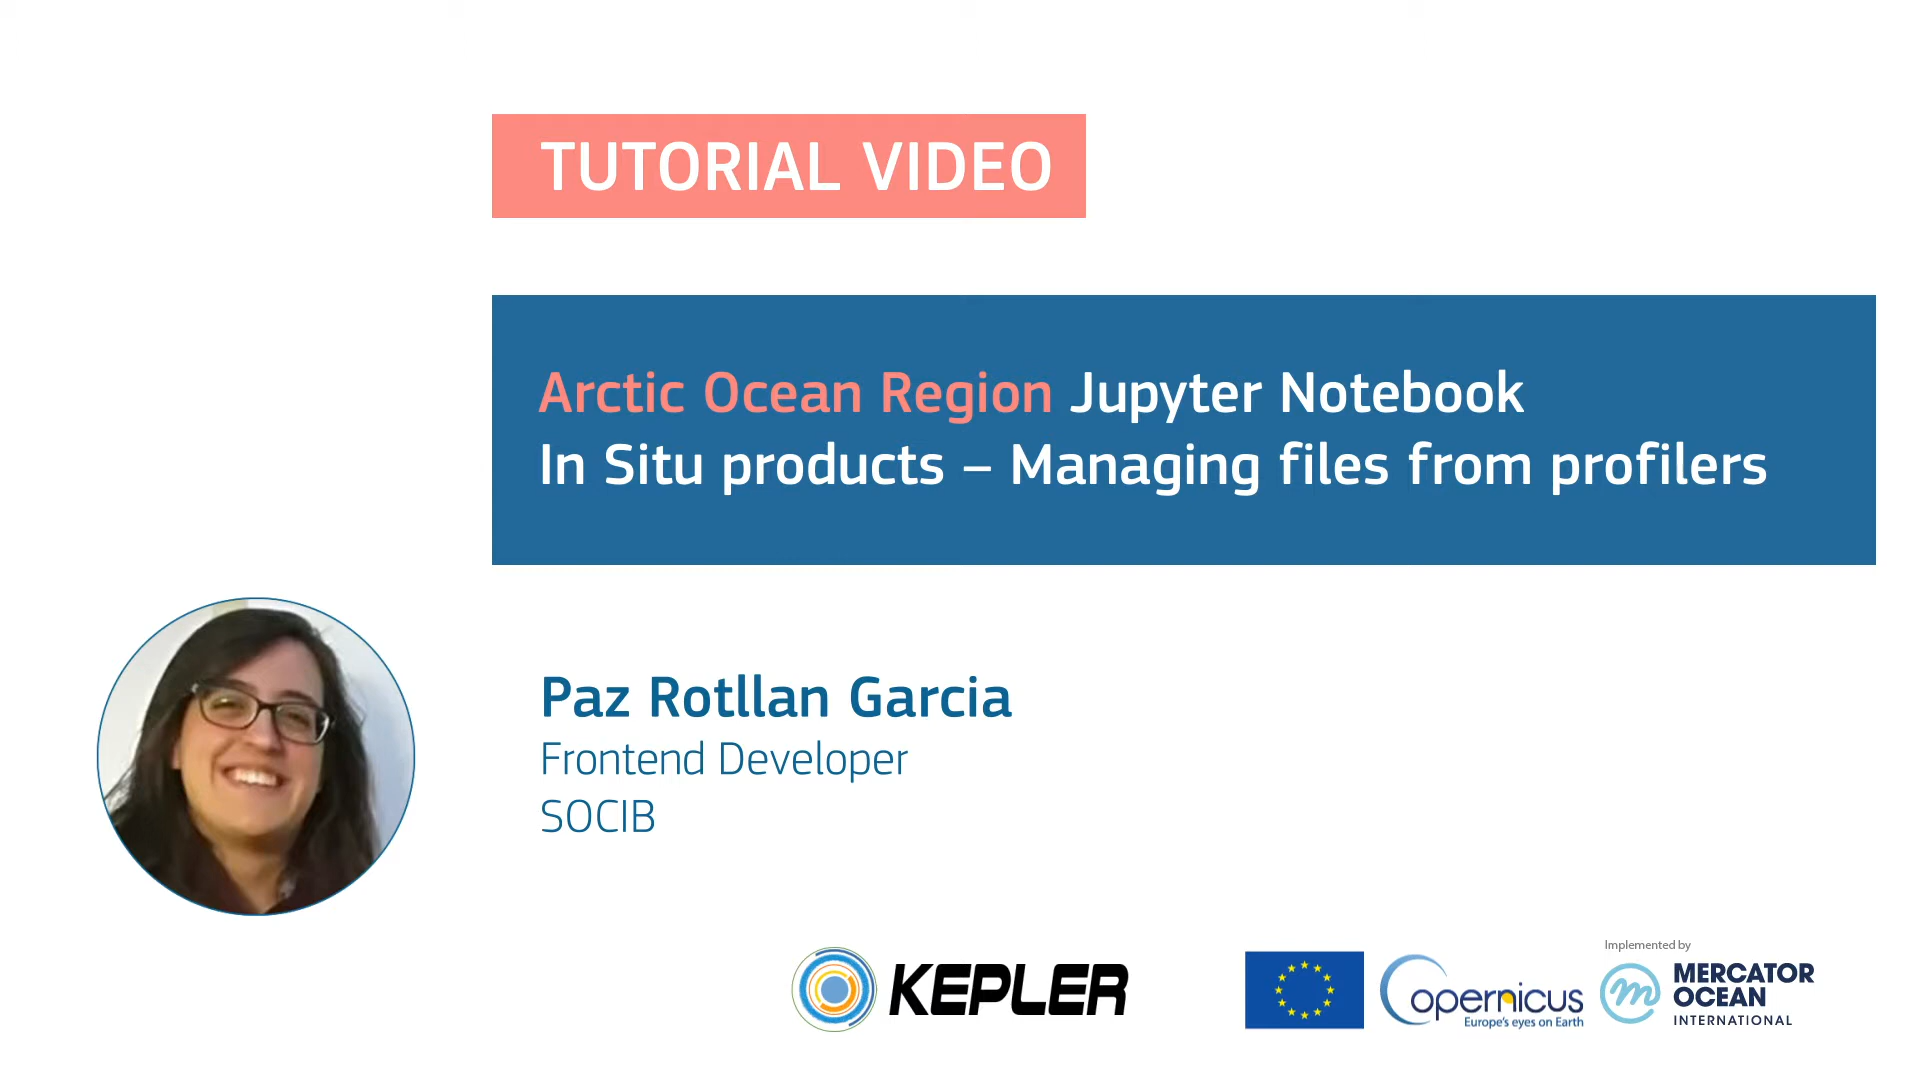 TUTORIAL VIDEO
Arctic Ocean Region Jupyter Notebook
In Situ products – Managing files from profilers
Paz Rotllan Garcia
Frontend Developer
SOCIB
KEPLER
opernicus
Europe's eyes on Earth
Implemented by
MERCATOR
OCEAN
INTERNATIONAL